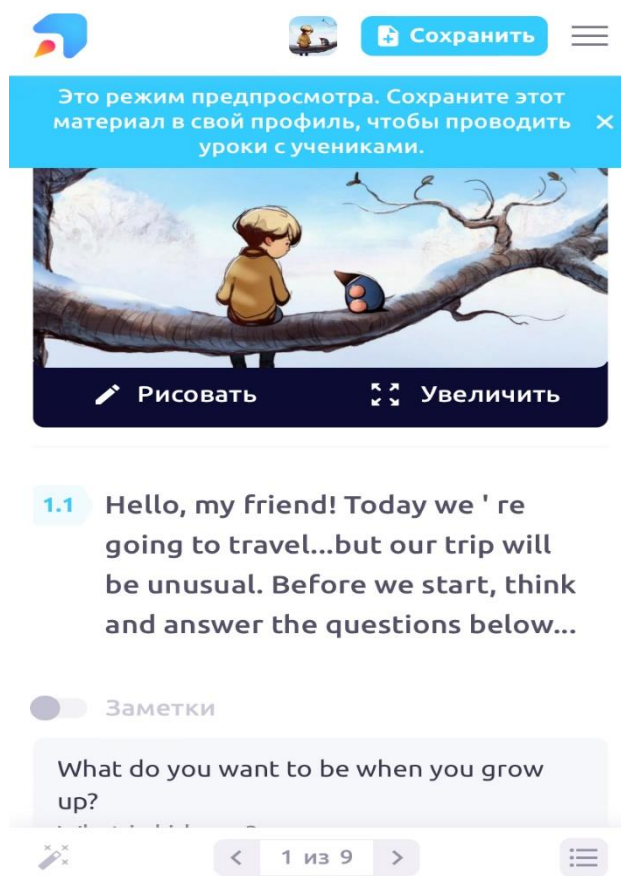 Сохранить
Это режим предпросмотра. Сохраните этот
материал в свой профиль, чтобы проводить
уроки с учениками.
Рисовать
Увеличить
1.1 Hello, my friend! Today we ' re
going to travel...but our trip will
be unusual. Before we start, think
and answer the questions below...
Заметки
What do you want to be when you grow
up?
1 из 9